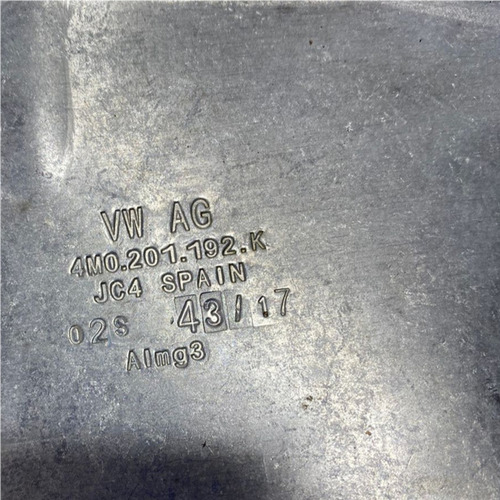 VW AG
4M0.201.192.K
JC4 SPAIN
02S 43/17
Almg3